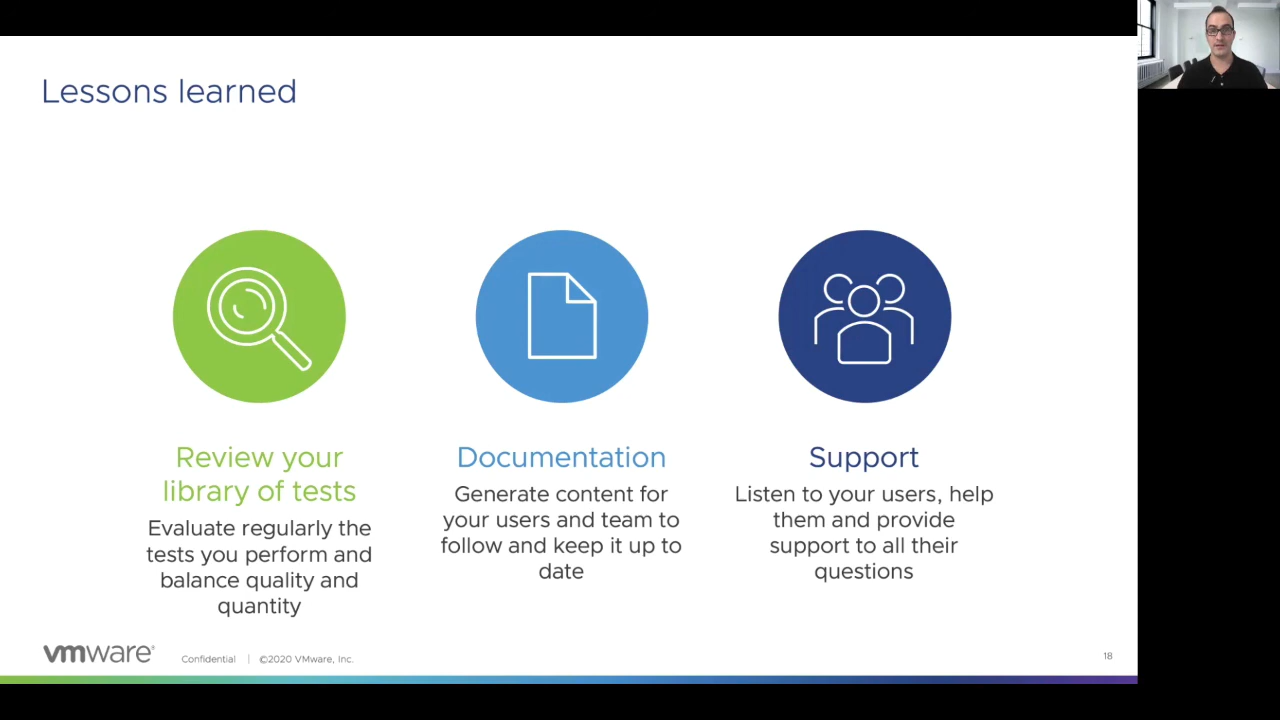 Lessons learned
Review your
library of tests
Evaluate regularly the
tests you perform and
balance quality and
quantity
Documentation
Generate content for
your users and team to
follow and keep it up to
date
Support
Listen to your users, help
them and provide
support to all their
questions
vmware®
Confidential | ©2020 VMware, Inc.
18